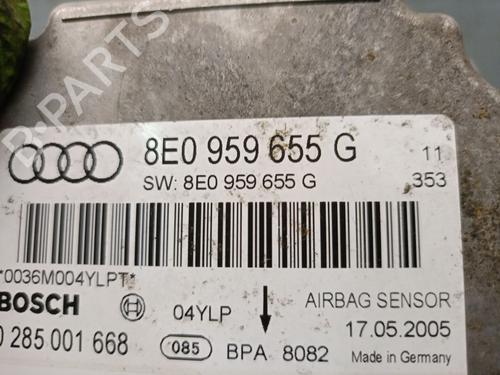 B-PARTS
8E0 959 655 G 11
SW: 8E0 959 655 G 353
*0036M004YLPT*
BOSCH 04YLP AIRBAG SENSOR
0 285 001 668 17.05.2005
085 BPA 8082 Made in Germany